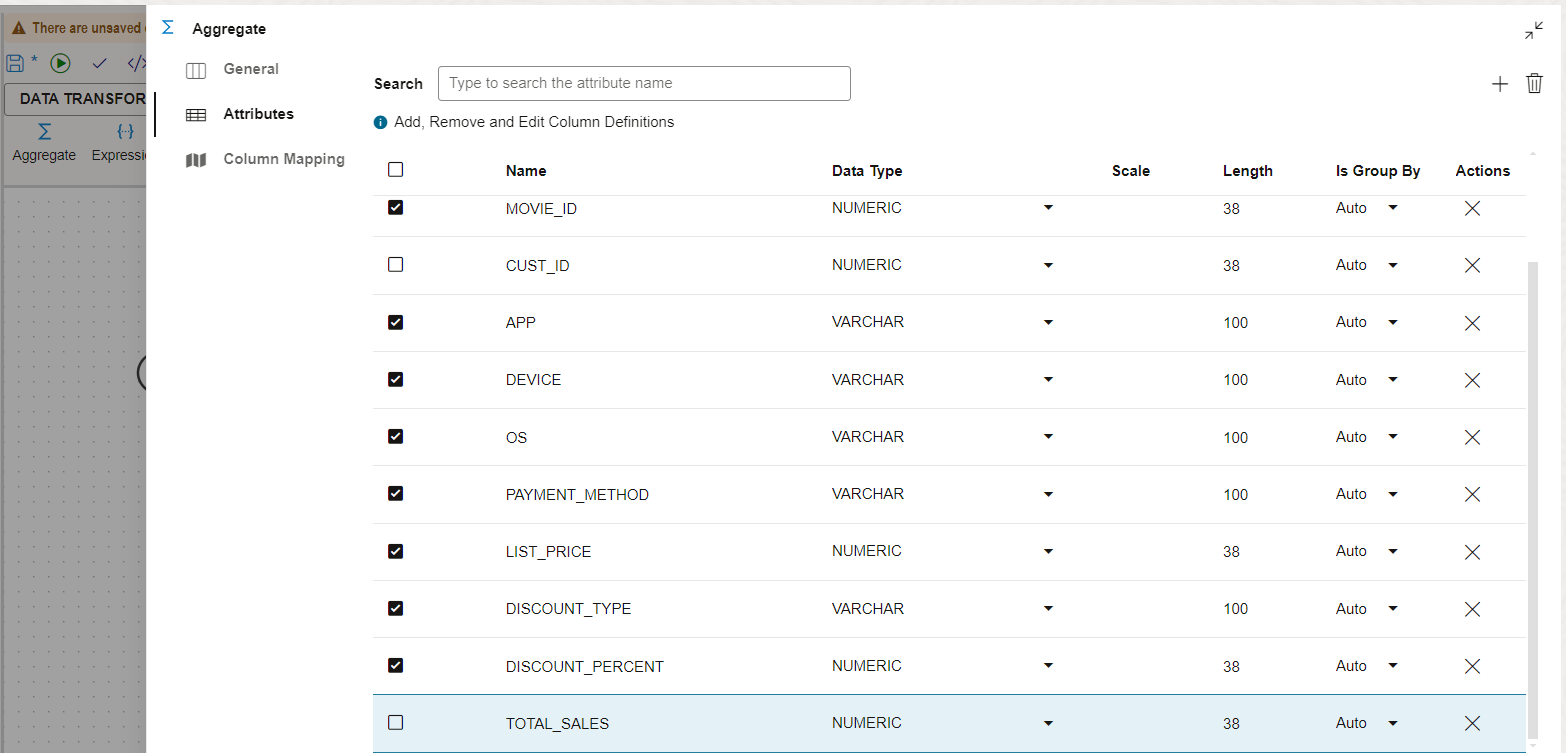 There are unsaved
Aggregate
General
Attributes
Column Mapping
*
DATA TRANSFOR
Aggregate Expressi
Search Type to search the attribute name
Add, Remove and Edit Column Definitions
Name Data Type Scale Length Is Group By Actions
MOVIE_ID NUMERIC 38 Auto
CUST_ID NUMERIC 38 Auto
APP VARCHAR 100 Auto
DEVICE VARCHAR 100 Auto
OS VARCHAR 100 Auto
PAYMENT_METHOD VARCHAR 100 Auto
LIST_PRICE NUMERIC 38 Auto
DISCOUNT_TYPE VARCHAR 100 Auto
DISCOUNT_PERCENT NUMERIC 38 Auto
TOTAL_SALES NUMERIC 38 Auto